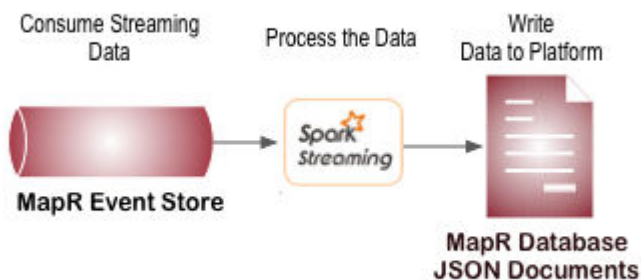 Consume Streaming
Data
Process the Data
Write
Data to Platform
Spark
Streaming
MapR Event Store
MapR Database
JSON Documents